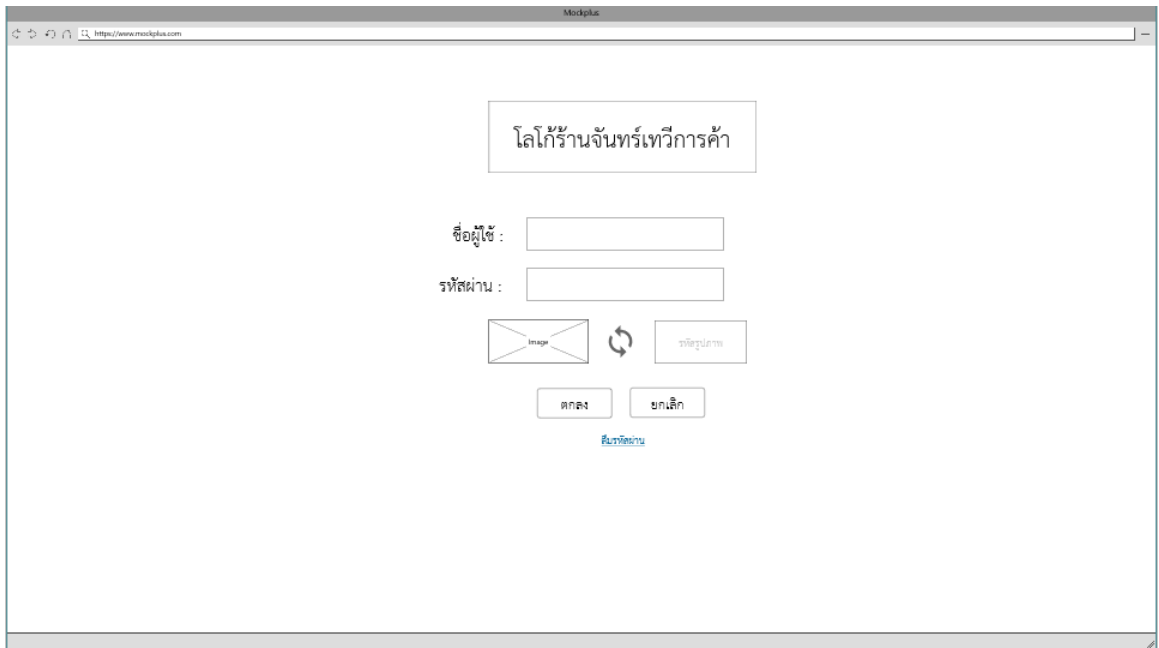 Mockplus
https://www.mockplus.com
โลโก้ร้านจันทร์เทวีการค้า
ชื่อผู้ใช้ :
รหัสผ่าน :
Image
รหัสรูปภาพ
ตกลง
ยกเลิก
ลืมรหัสผ่าน